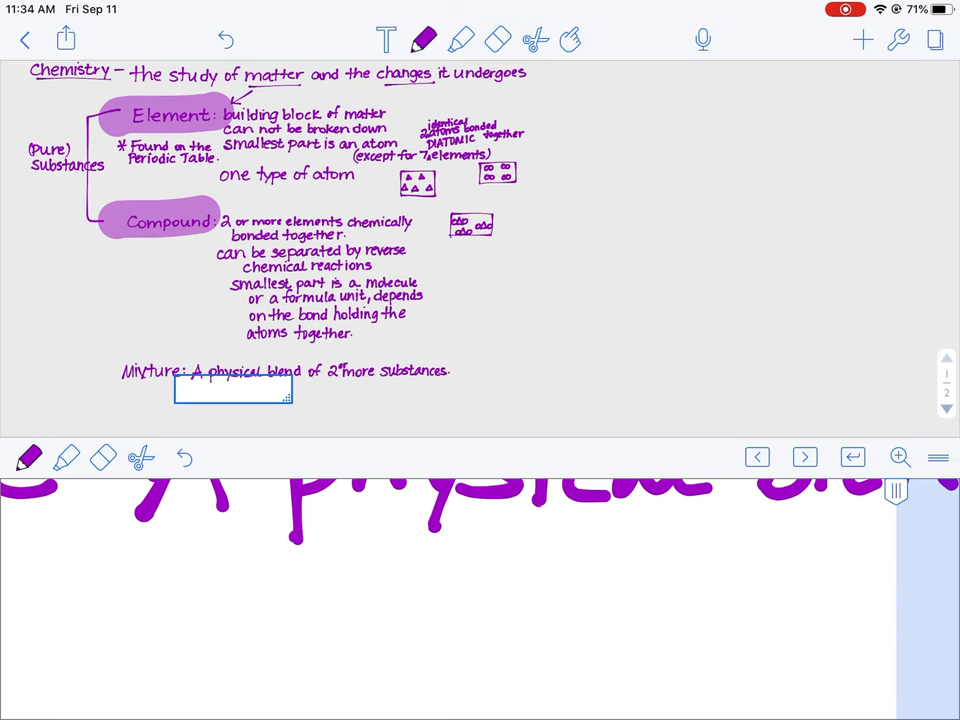 11:34 AM Fri Sep 11
71%
T
Chemistry - the study of matter and the changes it undergoes
Element: building block of matter
can not be broken down
smallest part is an atom
(except for 7 elements)
identical
2 atoms bonded
DIATONIC together
* Found on the
Periodic Table.
(Pure)
Substances
one type of atom
Compound: 2 or more elements chemically
bonded together.
can be separated by reverse
chemical reactions
smallest part is a molecule
or a formula unit, depends
on the bond holding the
atoms together.
Mixture: A physical blend of 2 or more substances.
1
2
A physical blen